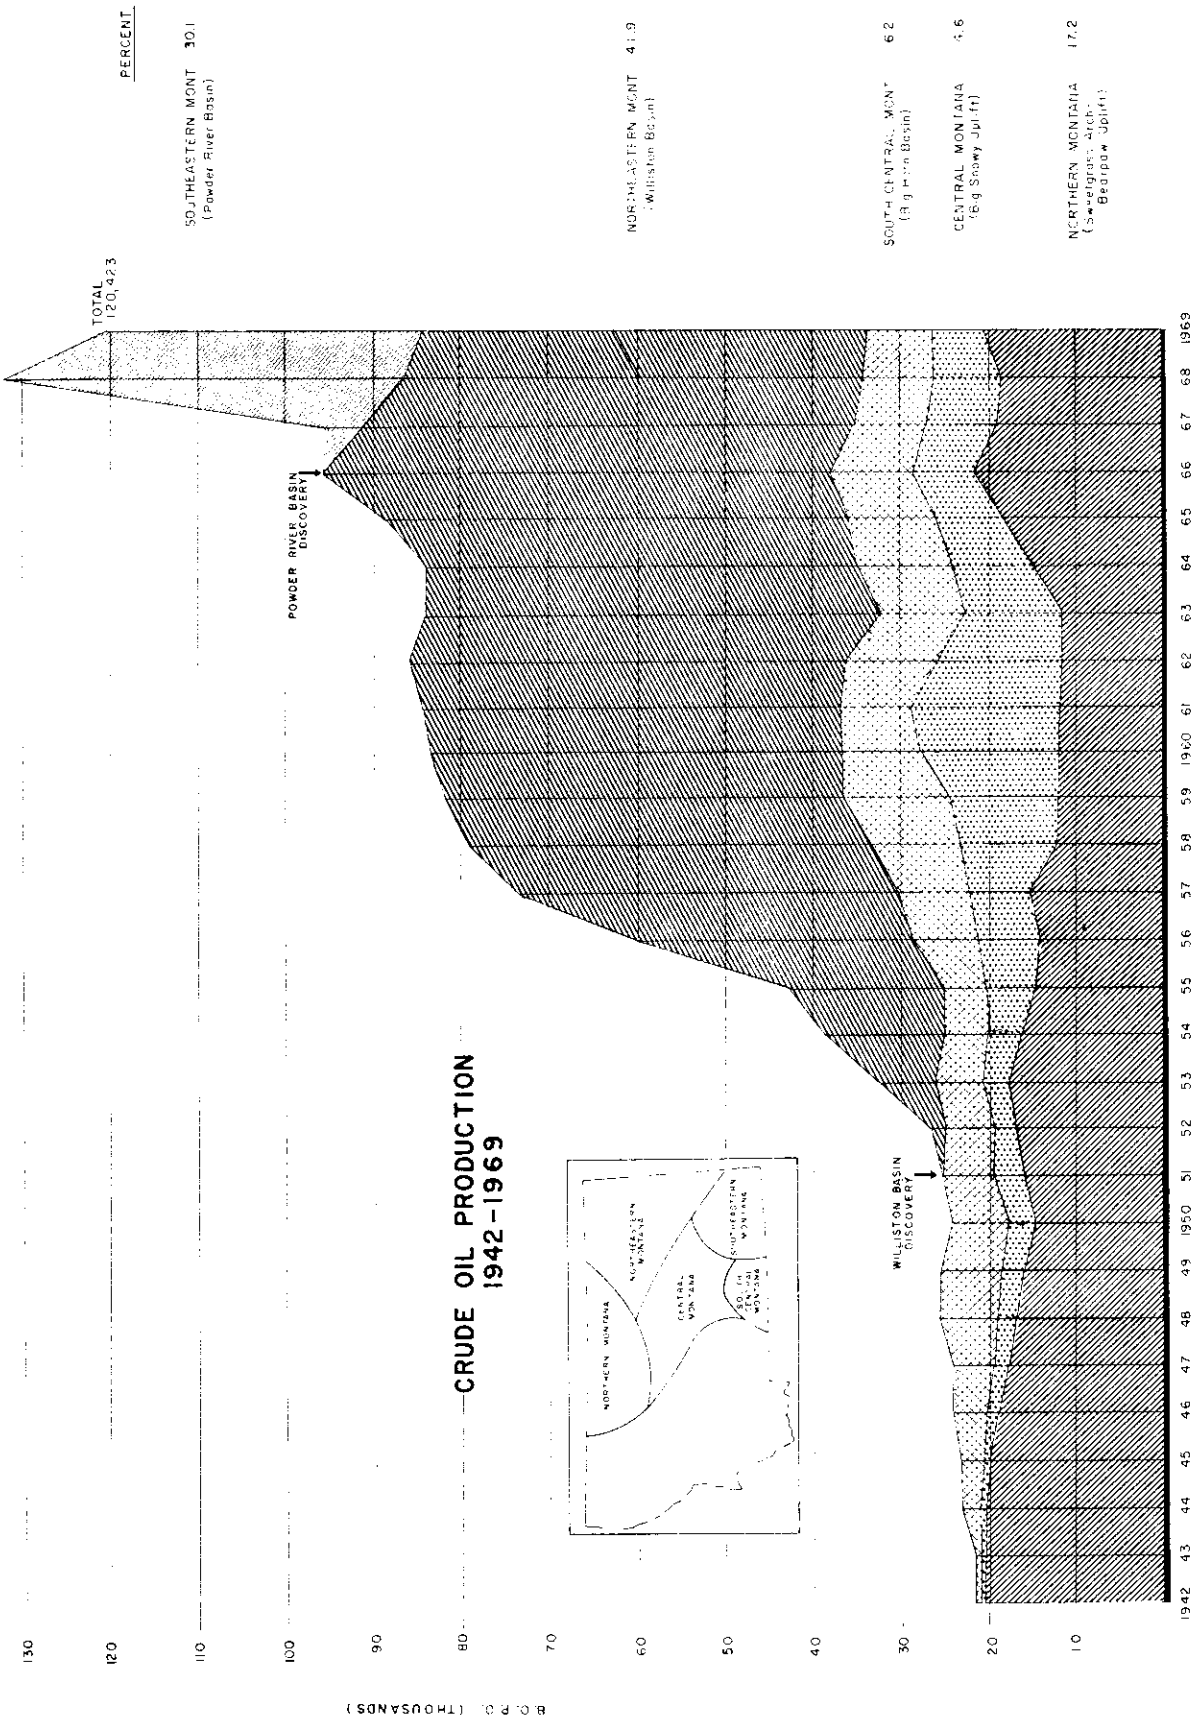 CRUDE OIL PRODUCTION
1942-1969
B.O.P.D. (THOUSANDS)
130
120
110
100
90
80
70
60
50
40
30
20
10
1942 43 44 45 46 47 48 49 1950 51 52 53 54 55 56 57 58 59 1960 61 62 63 64 65 66 67 68 1969
WILLISTON BASIN
DISCOVERY
POWDER RIVER BASIN
DISCOVERY
TOTAL
120,423
PERCENT
SOUTHEASTERN MONT 30.1
(Powder River Basin)
NORTHEASTERN MONT 41.9
(Williston Basin)
SOUTH CENTRAL MONT 6.2
(Big Horn Basin)
CENTRAL MONTANA 4.6
(Big Snowy Uplift)
NORTHERN MONTANA 17.2
(Sweetgrass Arch-
Bearpaw Uplift)
NORTHERN MONTANA
NORTHEASTERN
MONTANA
CENTRAL
MONTANA
SOUTH
CENTRAL
MONTANA
SOUTHEASTERN
MONTANA